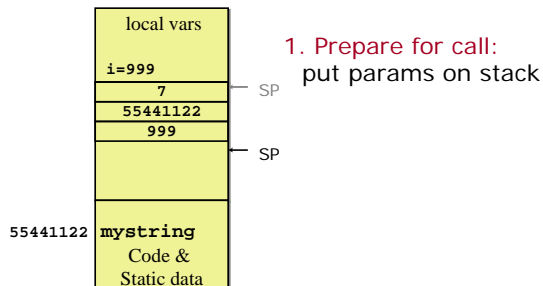 local vars
1. Prepare for call:
i=999
put params on stack
7
SP
55441122
999
SP
55441122 mystring
Code &
Static data